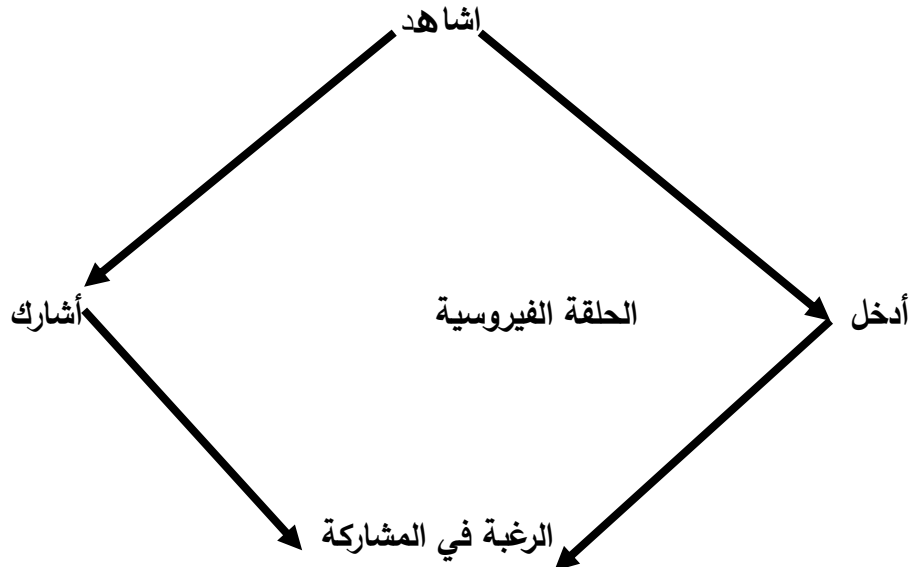 اشاهد
أدخل
الحلقة الفيروسية
أشارك
الرغبة في المشاركة